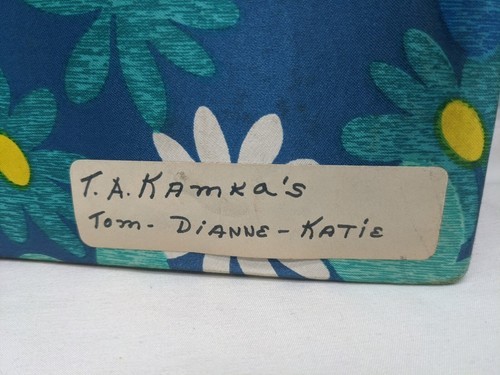 T.A. Kamka's
Tom - Dianne - Katie